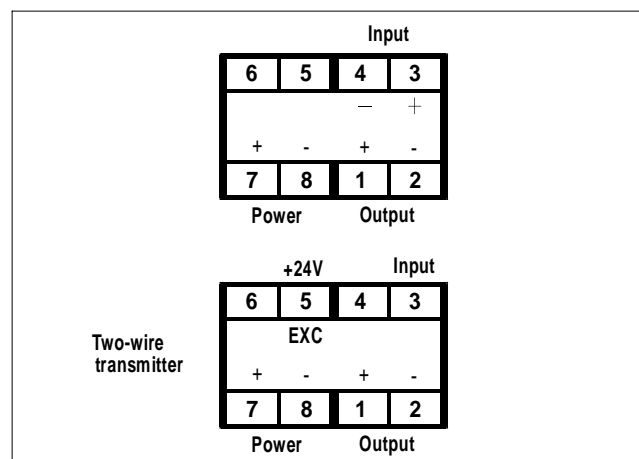 Input
6 5 4 3
— +
+ - + -
7 8 1 2
Power Output
+24V Input
6 5 4 3
EXC
Two-wire
transmitter
+ - + -
7 8 1 2
Power Output